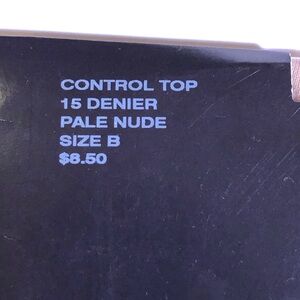 CONTROL TOP
15 DENIER
PALE NUDE
SIZE B
$8.50